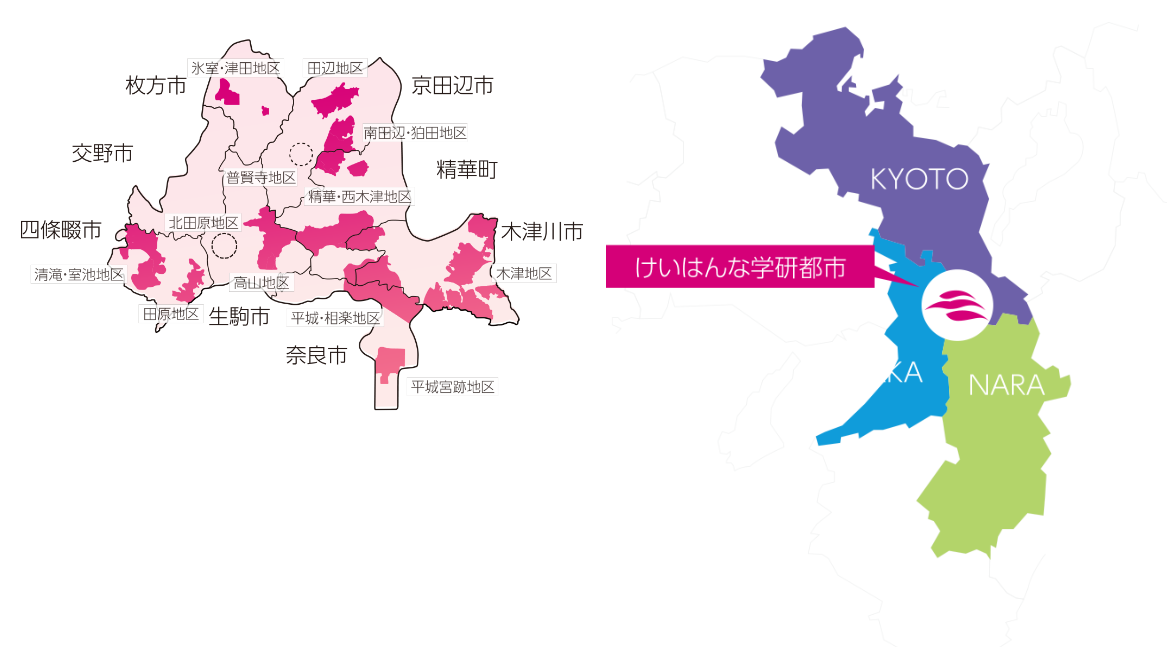 氷室・津田地区
田辺地区
枚方市
京田辺市
南田辺・狛田地区
交野市
精華町
普賢寺地区
精華・西木津地区
北田原地区
四條畷市
木津川市
清滝・室池地区
高山地区
木津地区
田原地区
生駒市
平城・相楽地区
奈良市
平城宮跡地区
KYOTO
けいはんな学研都市
KA
NARA